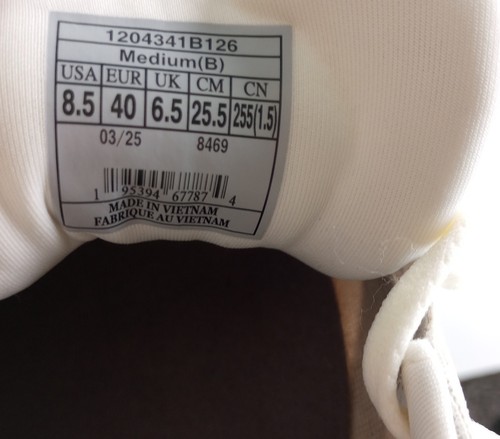 1204341B126
Medium(B)
USA EUR UK CM CN
8.5 40 6.5 25.5 255(1.5)
03/25 8469
1 95394 67787 4
MADE IN VIETNAM
FABRIQUE AU VIETNAM